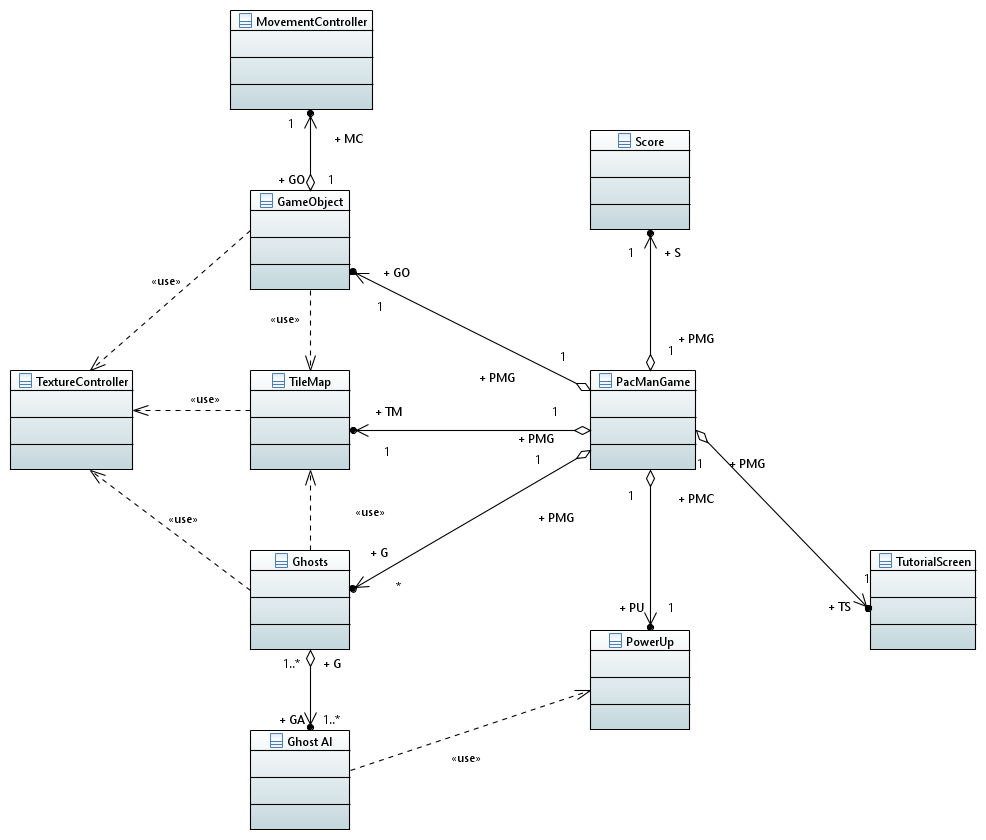 MovementController
1
+ MC
+ GO
1
GameObject
Score
1
+ S
«use»
+ GO
1
«use»
+ PMG
1
1
+ PMG
TextureController
TileMap
PacManGame
«use»
+ TM
1
1
+ PMG
1
1
+ PMG
«use»
«use»
+ PMG
1
+ PMC
+ G
*
Ghosts
TutorialScreen
1
+ TS
+ PU
1
PowerUp
1..*
+ G
+ GA
1..*
Ghost AI
«use»